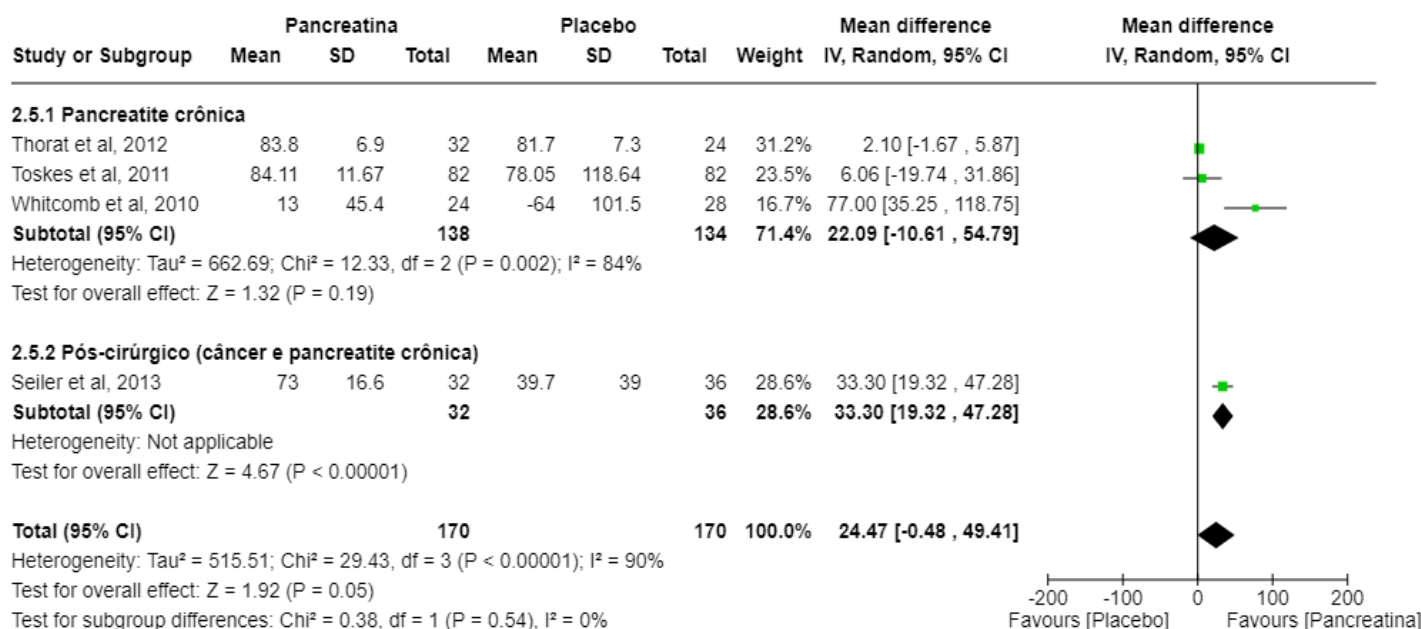 Pancreatina Placebo Mean difference Mean difference
Study or Subgroup Mean SD Total Mean SD Total Weight IV, Random, 95% CI IV, Random, 95% CI
2.5.1 Pancreatite crônica
Thorat et al, 2012 83.8 6.9 32 81.7 7.3 24 31.2% 2.10 [-1.67 , 5.87]
Toskes et al, 2011 84.11 11.67 82 78.05 118.64 82 23.5% 6.06 [-19.74 , 31.86]
Whitcomb et al, 2010 13 45.4 24 -64 101.5 28 16.7% 77.00 [35.25 , 118.75]
Subtotal (95% CI) 138 134 71.4% 22.09 [-10.61 , 54.79]
Heterogeneity: Tau² = 662.69; Chi² = 12.33, df = 2 (P = 0.002); I² = 84%
Test for overall effect: Z = 1.32 (P = 0.19)
2.5.2 Pós-cirúrgico (câncer e pancreatite crônica)
Seiler et al, 2013 73 16.6 32 39.7 39 36 28.6% 33.30 [19.32 , 47.28]
Subtotal (95% CI) 32 36 28.6% 33.30 [19.32 , 47.28]
Heterogeneity: Not applicable
Test for overall effect: Z = 4.67 (P < 0.00001)
Total (95% CI) 170 170 100.0% 24.47 [-0.48 , 49.41]
Heterogeneity: Tau² = 515.51; Chi² = 29.43, df = 3 (P < 0.00001); I² = 90%
Test for overall effect: Z = 1.92 (P = 0.05)
-200 -100 0 100 200
Test for subgroup differences: Chi² = 0.38, df = 1 (P = 0.54), I² = 0%
Favours [Placebo] Favours [Pancreatina]